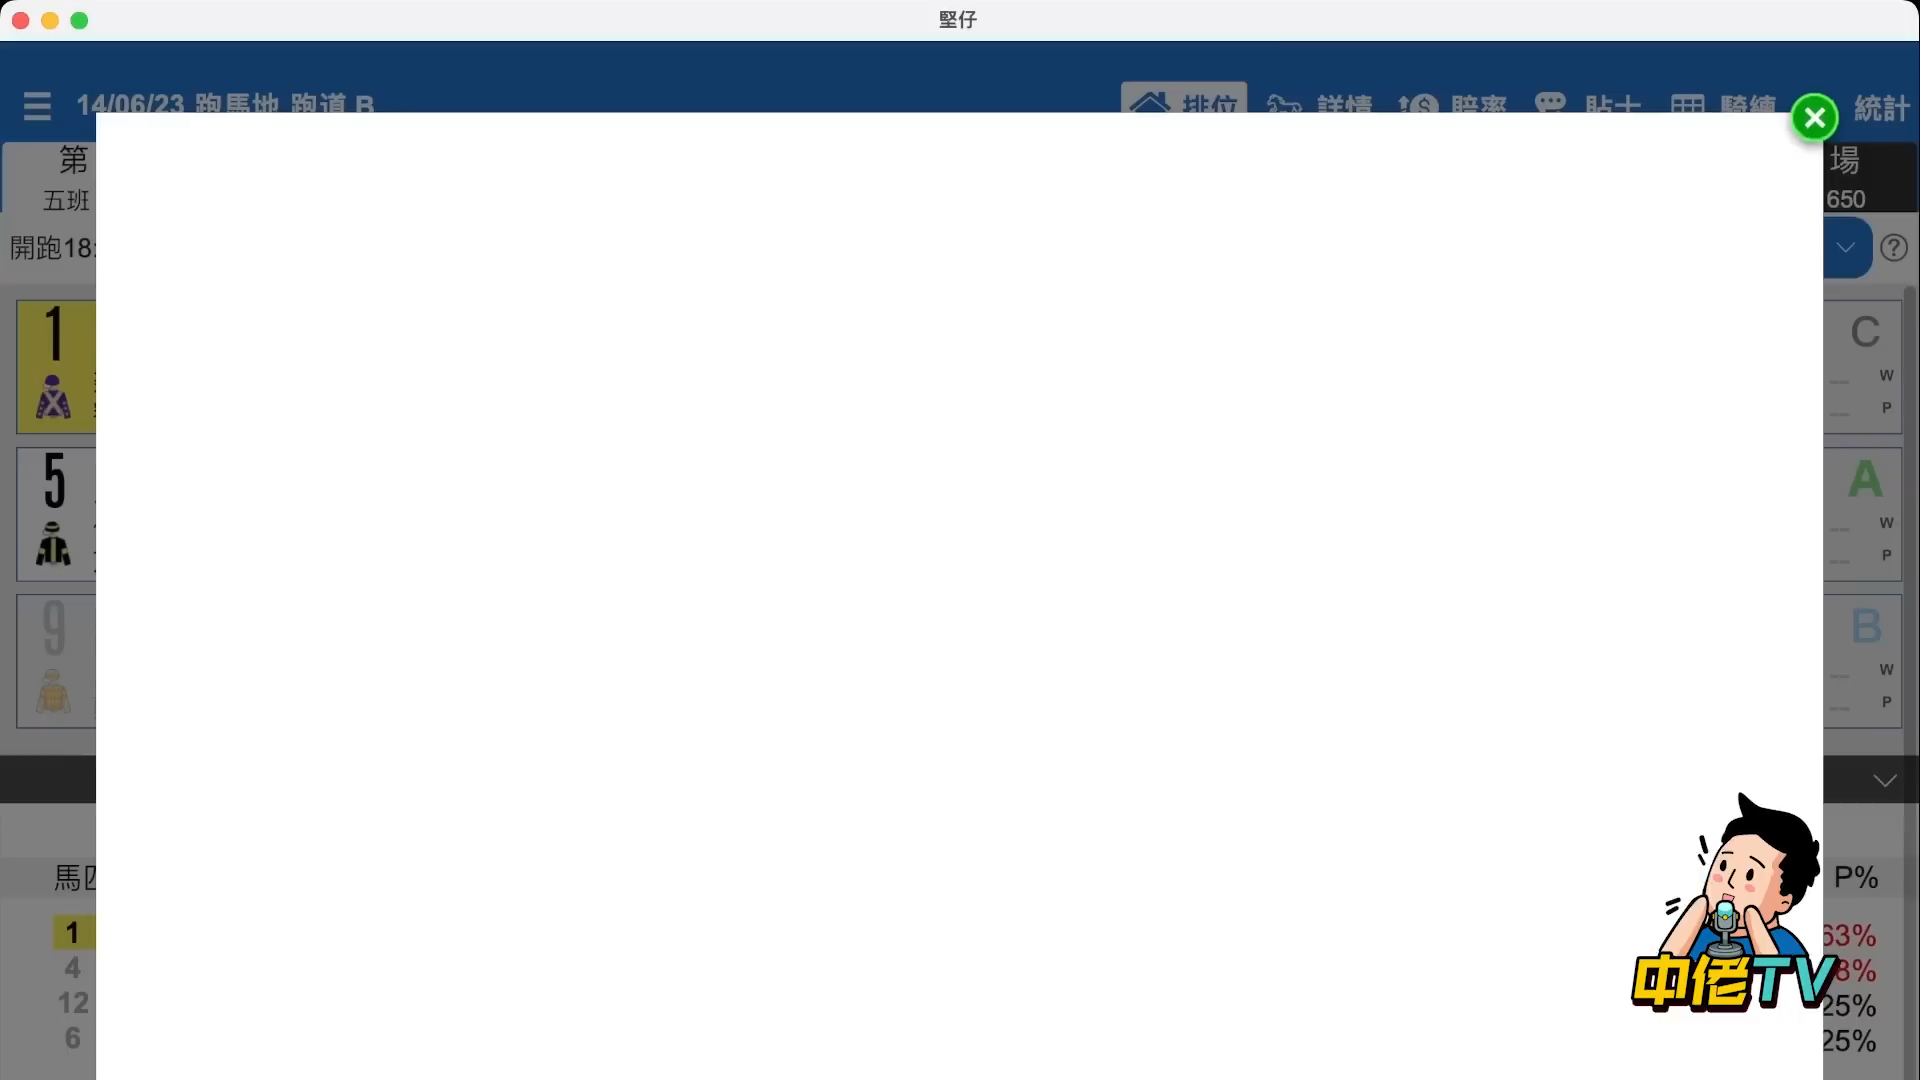 堅仔
14/06/23 跑馬地 跑道 B
排位
詳情
賠率
貼士
騎練
統計
第
五班
場
650
開跑18:
1
C
W
P
5
A
W
P
9
B
W
P
馬匹
P%
1
63%
4
8%
12
25%
6
25%
中佬TV